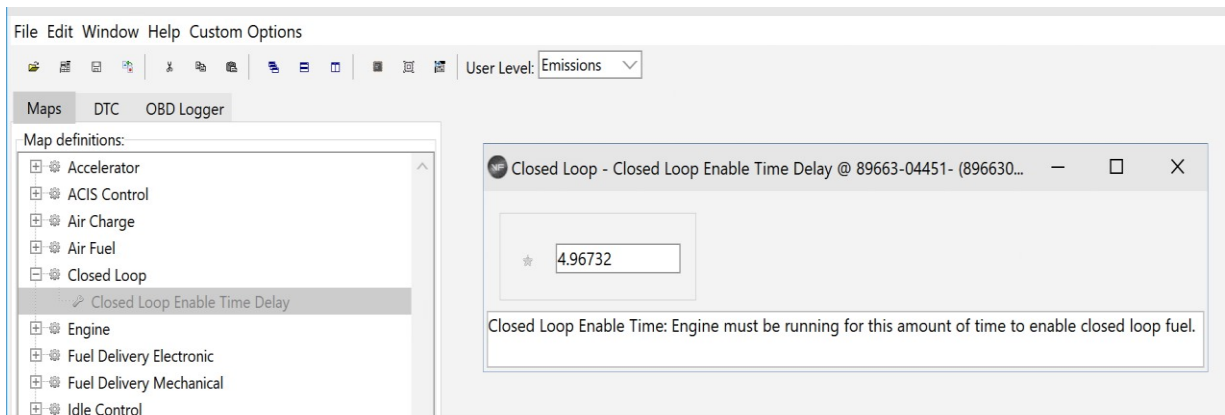 File Edit Window Help Custom Options
User Level: Emissions
Maps DTC OBD Logger
Map definitions:
Accelerator
ACIS Control
Air Charge
Air Fuel
Closed Loop
Closed Loop Enable Time Delay
Engine
Fuel Delivery Electronic
Fuel Delivery Mechanical
Idle Control
Closed Loop - Closed Loop Enable Time Delay @ 89663-04451- (896630...
4.96732
Closed Loop Enable Time: Engine must be running for this amount of time to enable closed loop fuel.